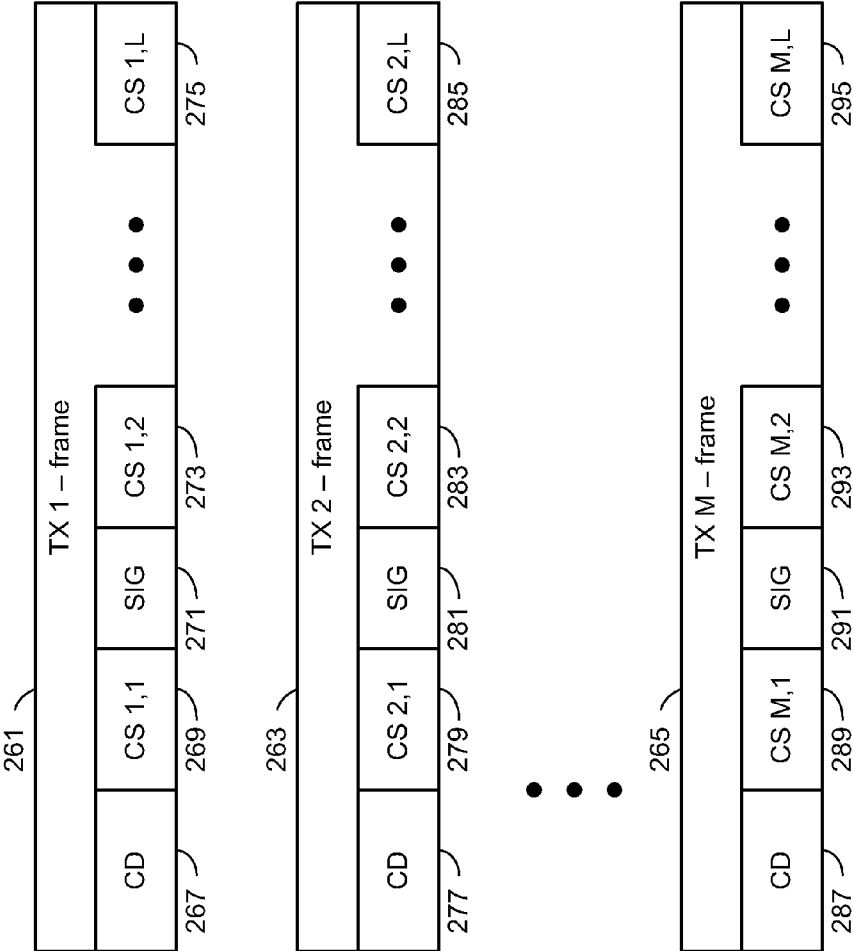 261
TX 1 – frame
CD
CS 1,1
SIG
CS 1,2
CS 1,L
267
269
271
273
275
263
TX 2 – frame
CD
CS 2,1
SIG
CS 2,2
CS 2,L
277
279
281
283
285
265
TX M – frame
CD
CS M,1
SIG
CS M,2
CS M,L
287
289
291
293
295